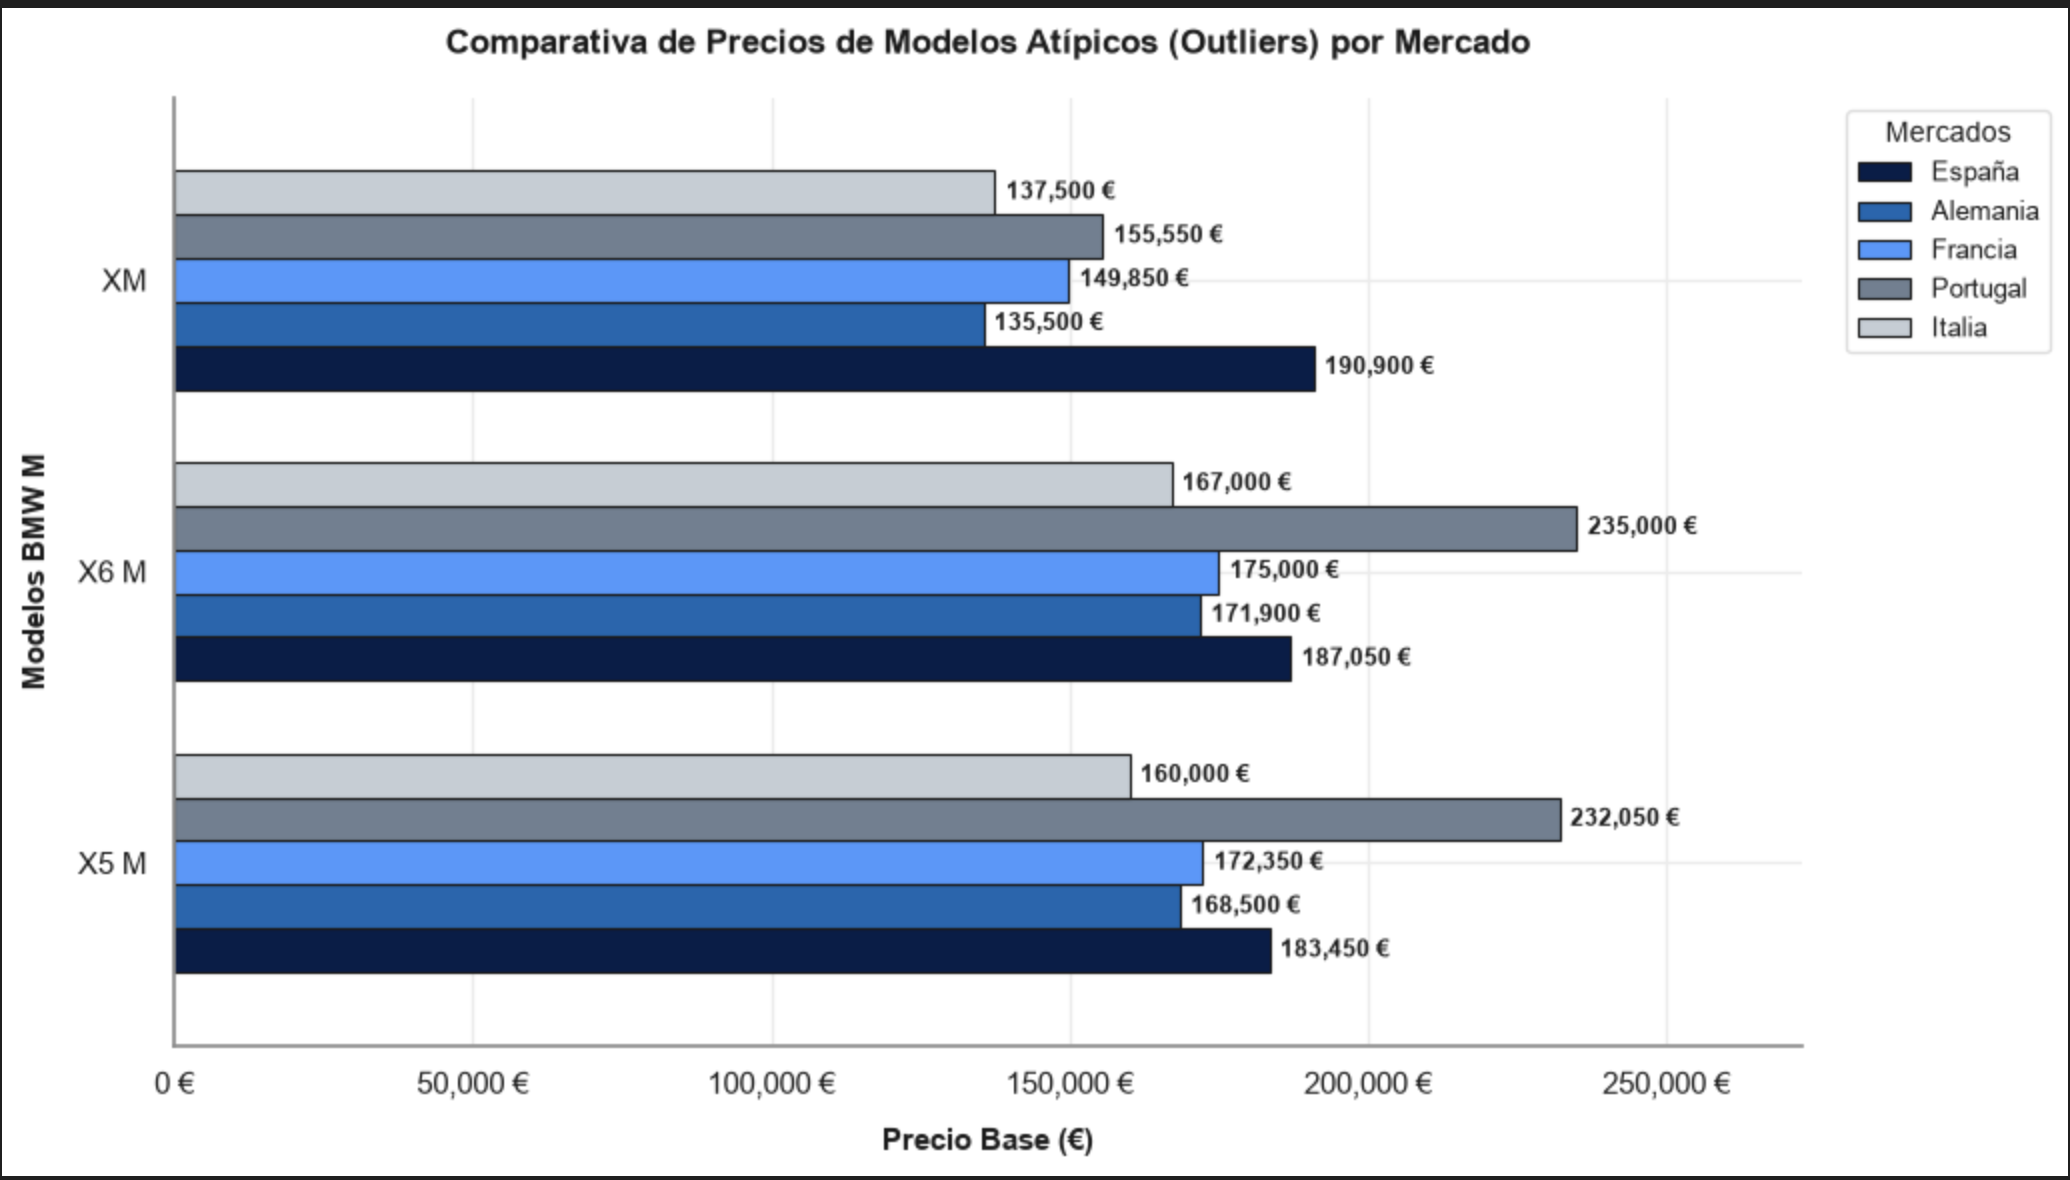 Comparativa de Precios de Modelos Atípicos (Outliers) por Mercado
Mercados
España
Alemania
Francia
Portugal
Italia
Modelos BMW M
XM
137,500 €
155,550 €
149,850 €
135,500 €
190,900 €
X6 M
167,000 €
235,000 €
175,000 €
171,900 €
187,050 €
X5 M
160,000 €
232,050 €
172,350 €
168,500 €
183,450 €
0 € 50,000 € 100,000 € 150,000 € 200,000 € 250,000 €
Precio Base (€)